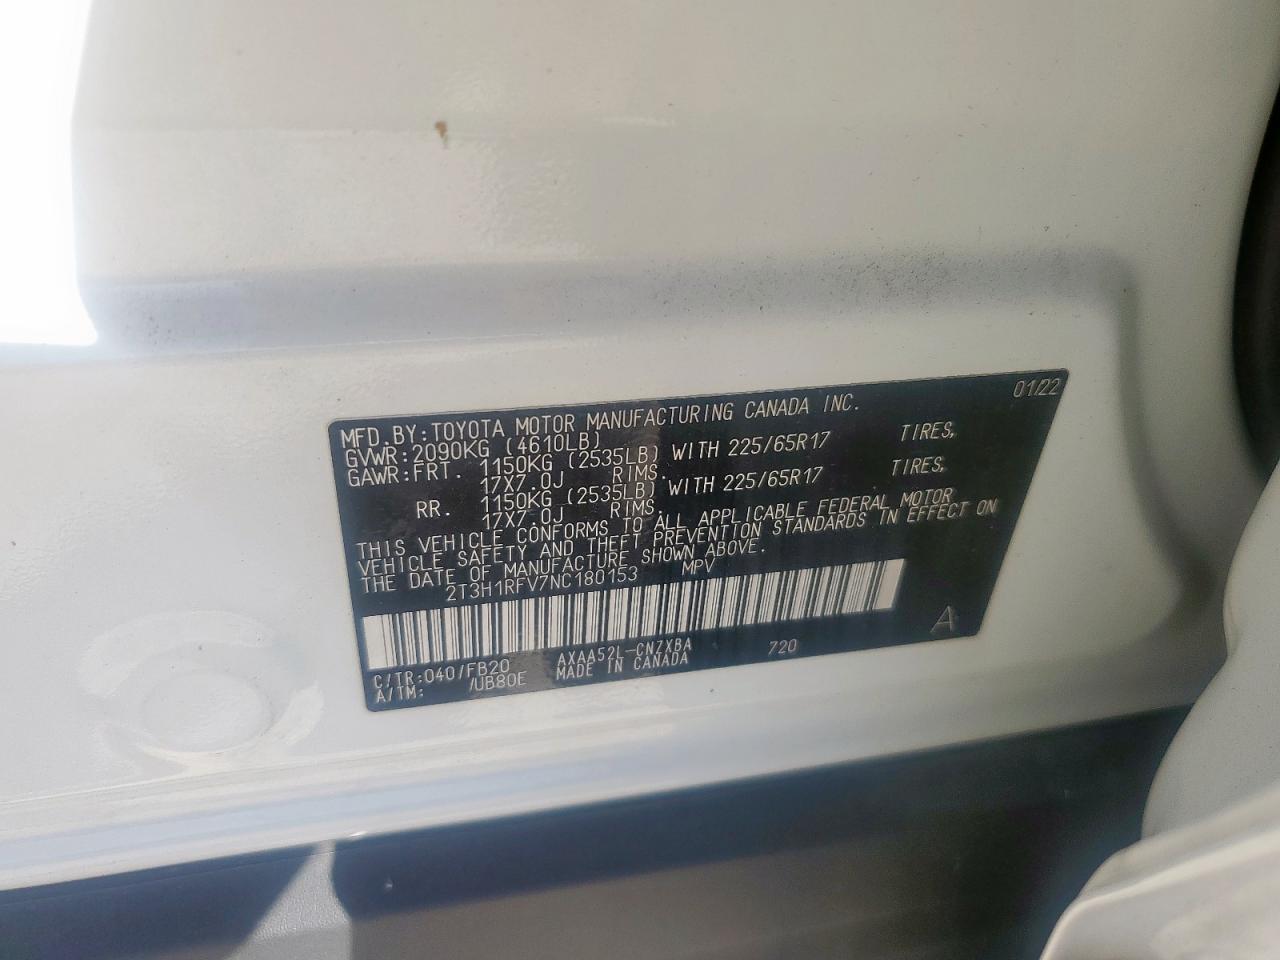 01/22
MFD.BY:TOYOTA MOTOR MANUFACTURING CANADA INC.
GVWR:2090KG (4610LB)
GAWR:FRT. 1150KG (2535LB) WITH 225/65R17 TIRES,
17X7.0J RIMS.
RR. 1150KG (2535LB) WITH 225/65R17 TIRES,
17X7.0J RIMS.
THIS VEHICLE CONFORMS TO ALL APPLICABLE FEDERAL MOTOR
VEHICLE SAFETY AND THEFT PREVENTION STANDARDS IN EFFECT ON
THE DATE OF MANUFACTURE SHOWN ABOVE.
2T3H1RFV7NC180153 MPV
C/TR:040/FB20 AXAA52L-CNZXBA 720
A/TM: /UB80E MADE IN CANADA
A